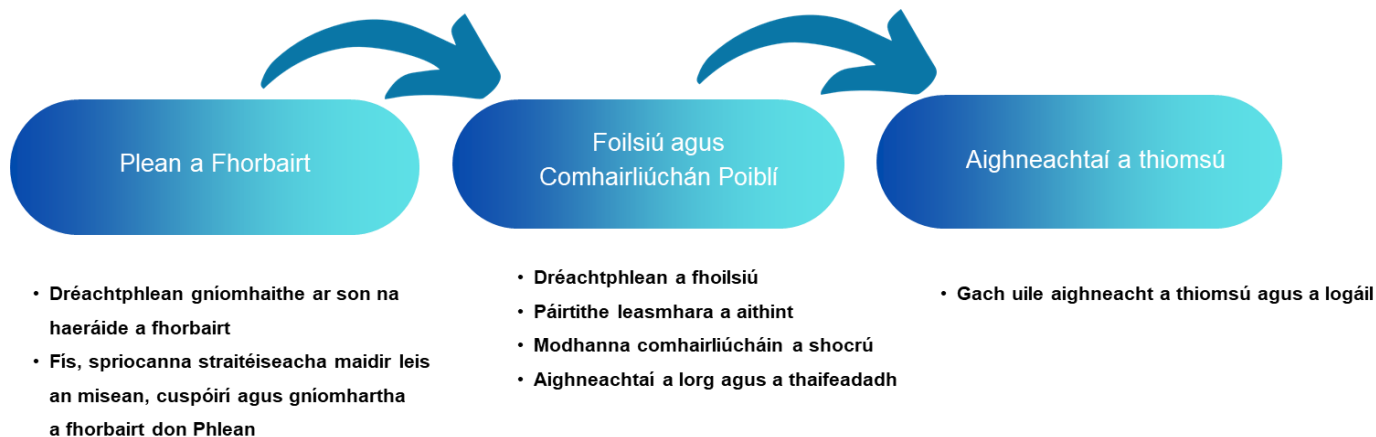 Plean a Fhorbairt
Foilsiú agus
Comhairliúchán Poiblí
Aighneachtaí a thiomsú
• Dréachtphlean gníomhaithe ar son na
haeráide a fhorbairt
• Fís, spriocanna straitéiseacha maidir leis
an misean, cuspóirí agus gníomhartha
a fhorbairt don Phlean
• Dréachtphlean a fhoilsiú
• Páirtithe leasmhara a aithint
• Modhanna comhairliúcháin a shocrú
• Aighneachtaí a lorg agus a thaifeadadh
• Gach uile aighneacht a thiomsú agus a logáil